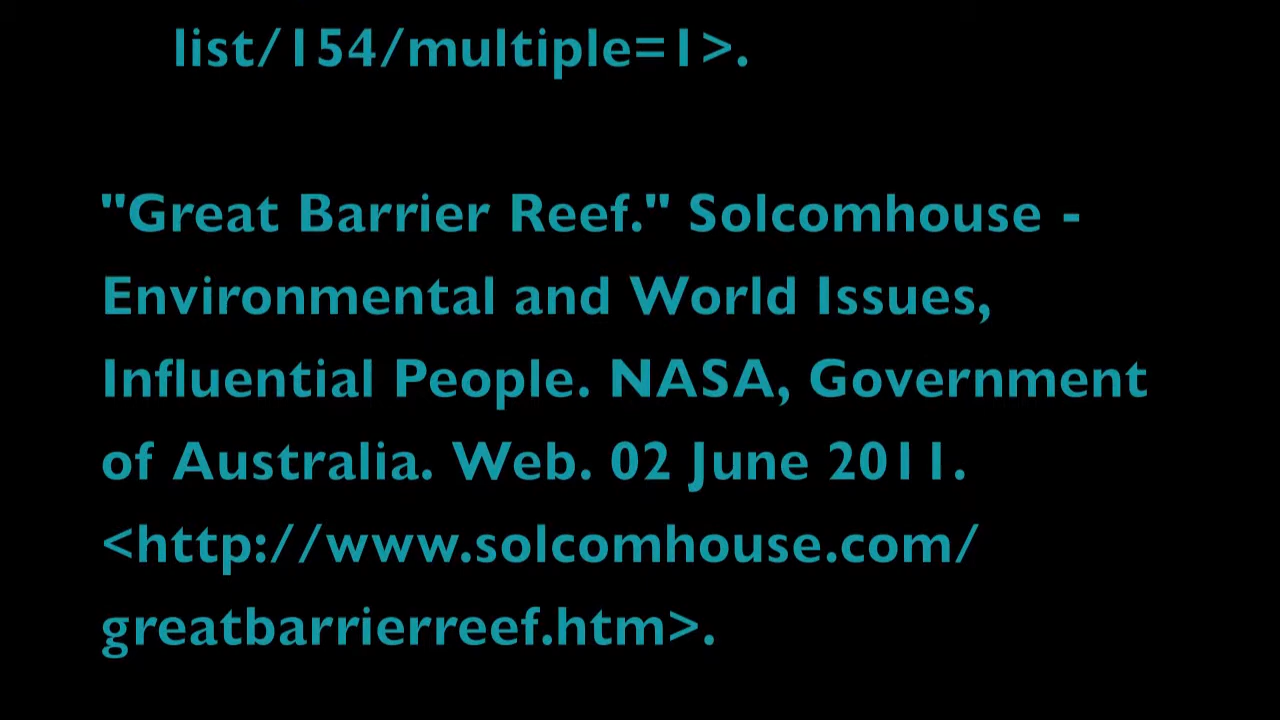 list/154/multiple=1>.
"Great Barrier Reef." Solcomhouse -
Environmental and World Issues,
Influential People. NASA, Government
of Australia. Web. 02 June 2011.
<http://www.solcomhouse.com/
greatbarrierreef.htm>.